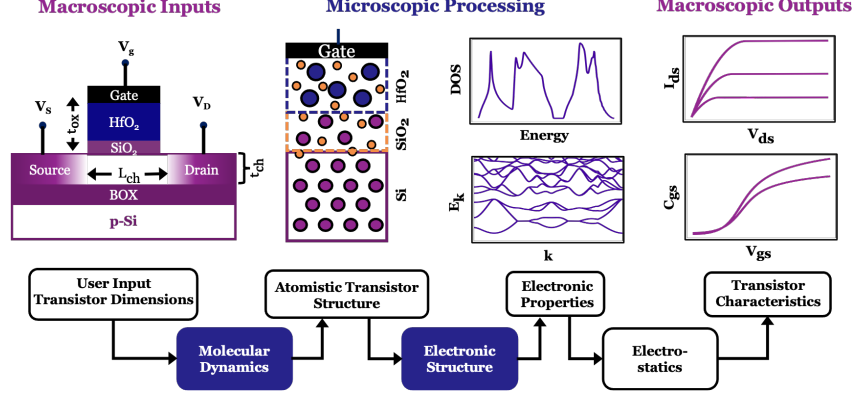 Macroscopic Inputs
Microscopic Processing
Macroscopic Outputs
Vg
VS
VD
Gate
HfO2
SiO2
tox
Source
Lch
Drain
tch
BOX
p-Si
Gate
HfO2
SiO2
Si
DOS
Energy
Ek
k
Ids
Vds
Cgs
Vgs
User Input
Transistor Dimensions
Molecular
Dynamics
Atomistic Transistor
Structure
Electronic
Structure
Electronic
Properties
Electro-
statics
Transistor
Characteristics